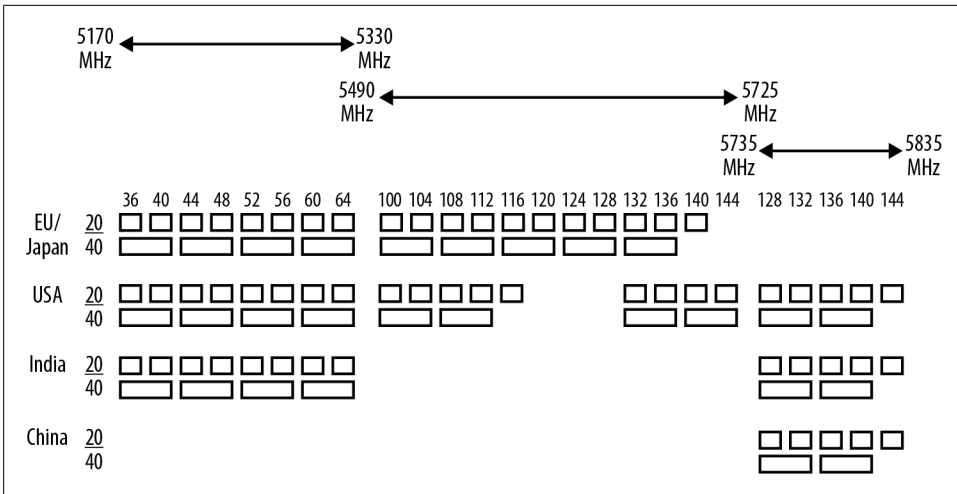 5170 MHz
5330 MHz
5490 MHz
5725 MHz
5735 MHz
5835 MHz
36 40 44 48 52 56 60 64 100 104 108 112 116 120 124 128 132 136 140 144 128 132 136 140 144
EU/ Japan 20 40
USA 20 40
India 20 40
China 20 40